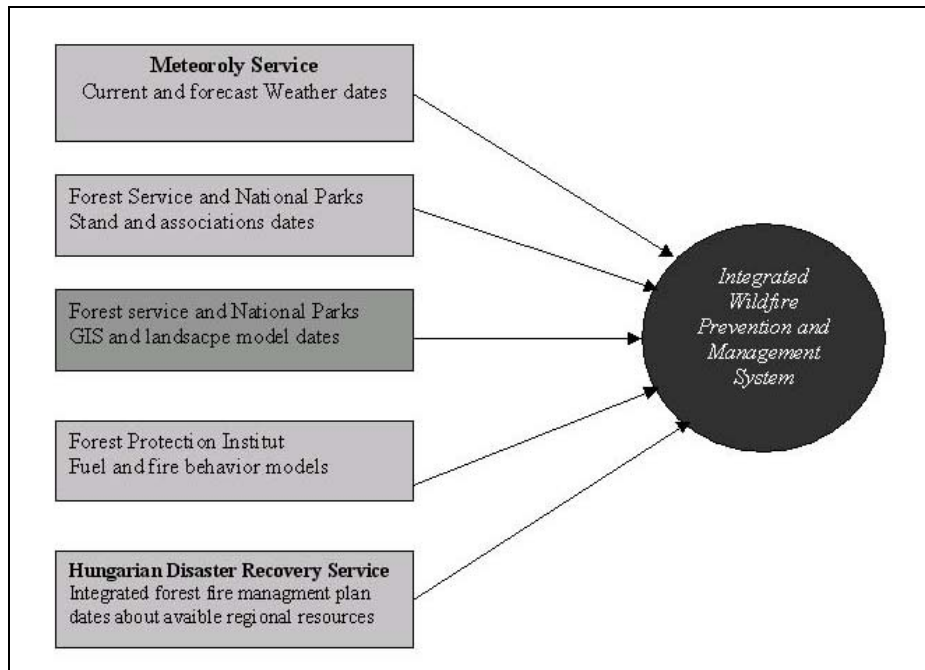 Meteoroly Service
Current and forecast Weather dates
Forest Service and National Parks
Stand and associations dates
Forest service and National Parks
GIS and landsacpe model dates
Forest Protection Institut
Fuel and fire behavior models
Hungarian Disaster Recovery Service
Integrated forest fire managment plan
dates about avaible regional resources
Integrated
Wildfire
Prevention and
Management
System